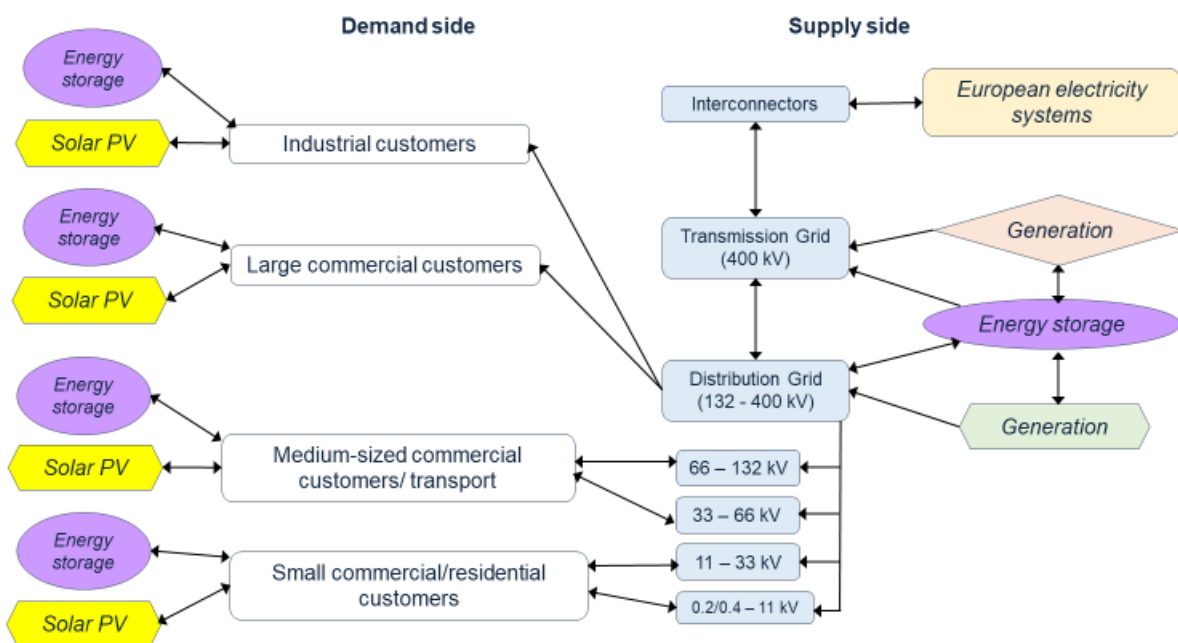 Demand side
Supply side
Energy
storage
Solar PV
Industrial customers
Energy
storage
Solar PV
Large commercial customers
Energy
storage
Solar PV
Medium-sized commercial
customers/ transport
Energy
storage
Solar PV
Small commercial/residential
customers
Interconnectors
European electricity
systems
Transmission Grid
(400 kV)
Generation
Energy storage
Distribution Grid
(132 - 400 kV)
Generation
66 – 132 kV
33 – 66 kV
11 – 33 kV
0.2/0.4 – 11 kV